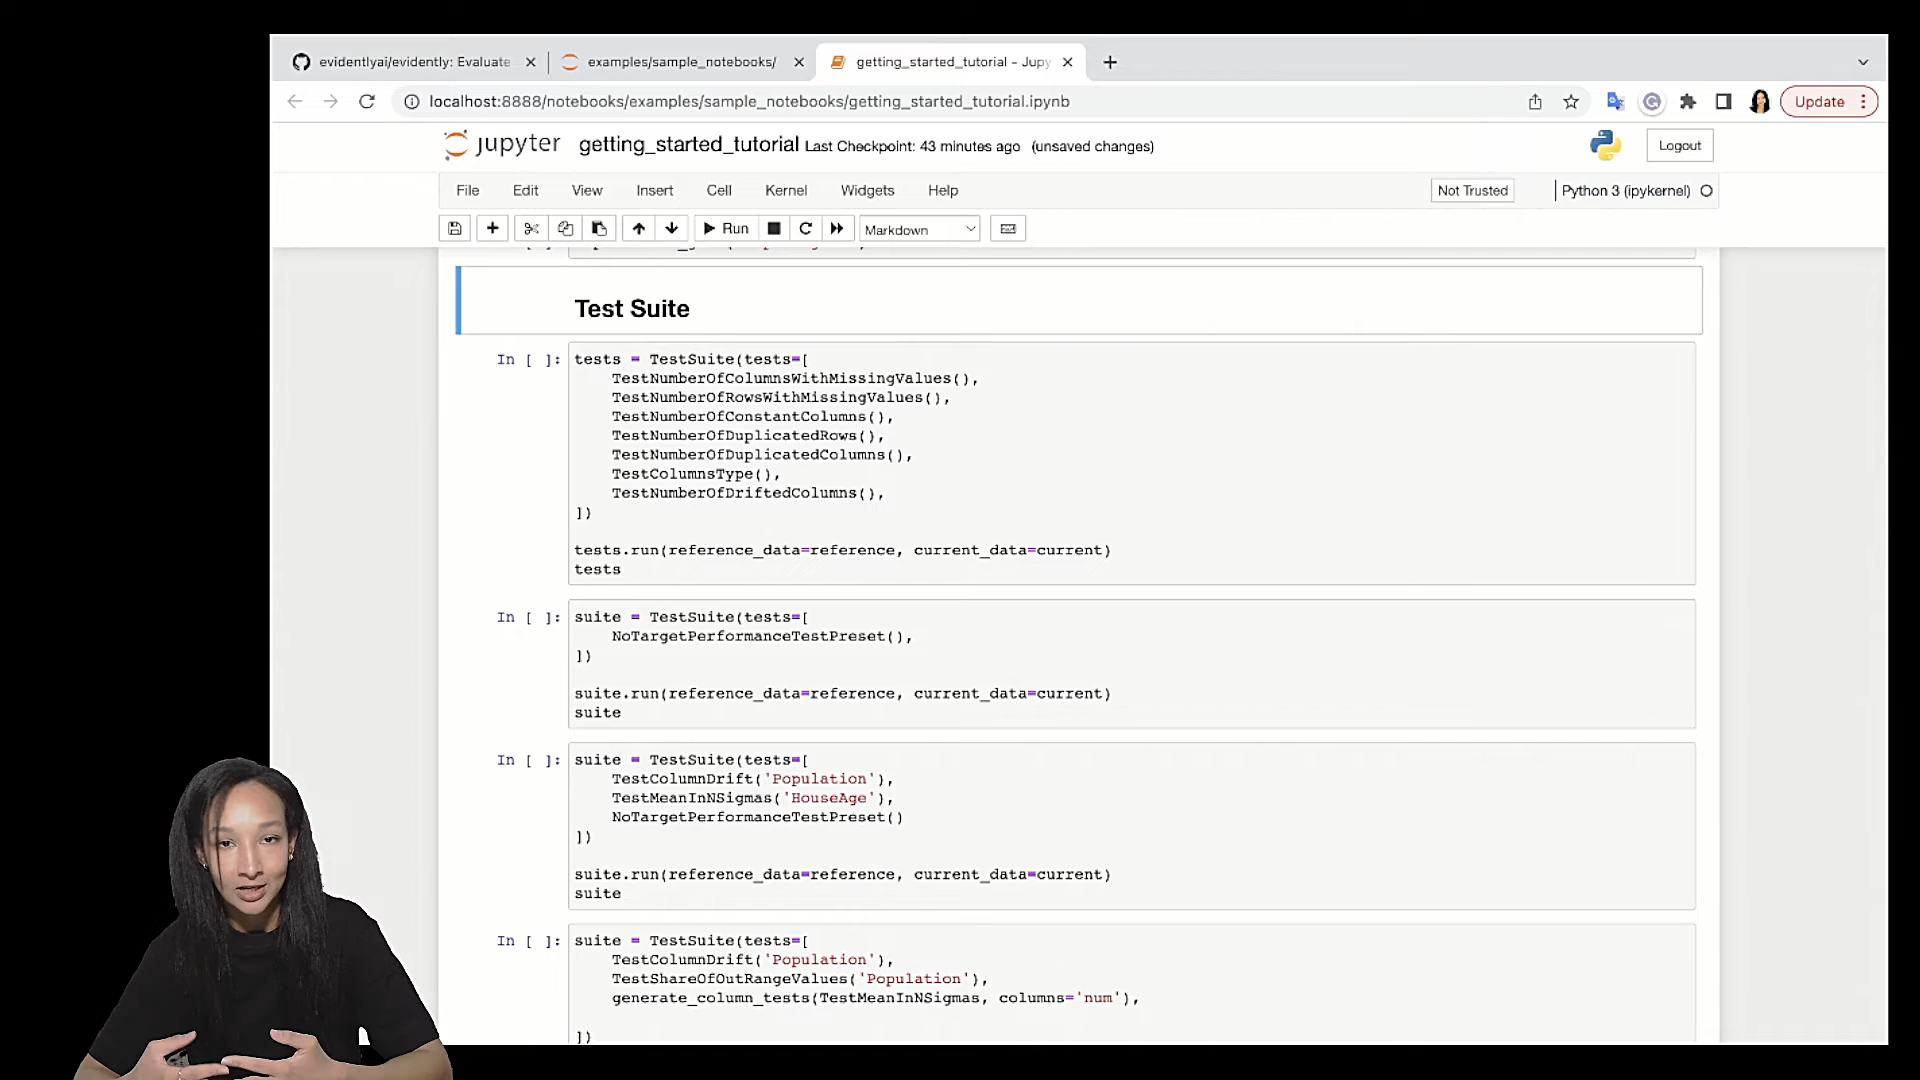 evidentlyai/evidently: Evaluate
examples/sample_notebooks/
getting_started_tutorial - Jupy
localhost:8888/notebooks/examples/sample_notebooks/getting_started_tutorial.ipynb
Update
jupyter getting_started_tutorial Last Checkpoint: 43 minutes ago (unsaved changes)
Logout
File Edit View Insert Cell Kernel Widgets Help
Not Trusted
Python 3 (ipykernel)
Run
Markdown
Test Suite
In [ ]: tests = TestSuite(tests=[
TestNumberOfColumnsWithMissingValues(),
TestNumberOfRowsWithMissingValues(),
TestNumberOfConstantColumns(),
TestNumberOfDuplicatedRows(),
TestNumberOfDuplicatedColumns(),
TestColumnsType(),
TestNumberOfDriftedColumns(),
])
tests.run(reference_data=reference, current_data=current)
tests
In [ ]: suite = TestSuite(tests=[
NoTargetPerformanceTestPreset(),
])
suite.run(reference_data=reference, current_data=current)
suite
In [ ]: suite = TestSuite(tests=[
TestColumnDrift('Population'),
TestMeanInNSigmas('HouseAge'),
NoTargetPerformanceTestPreset()
])
suite.run(reference_data=reference, current_data=current)
suite
In [ ]: suite = TestSuite(tests=[
TestColumnDrift('Population'),
TestShareOfOutRangeValues('Population'),
generate_column_tests(TestMeanInNSigmas, columns='num'),
])